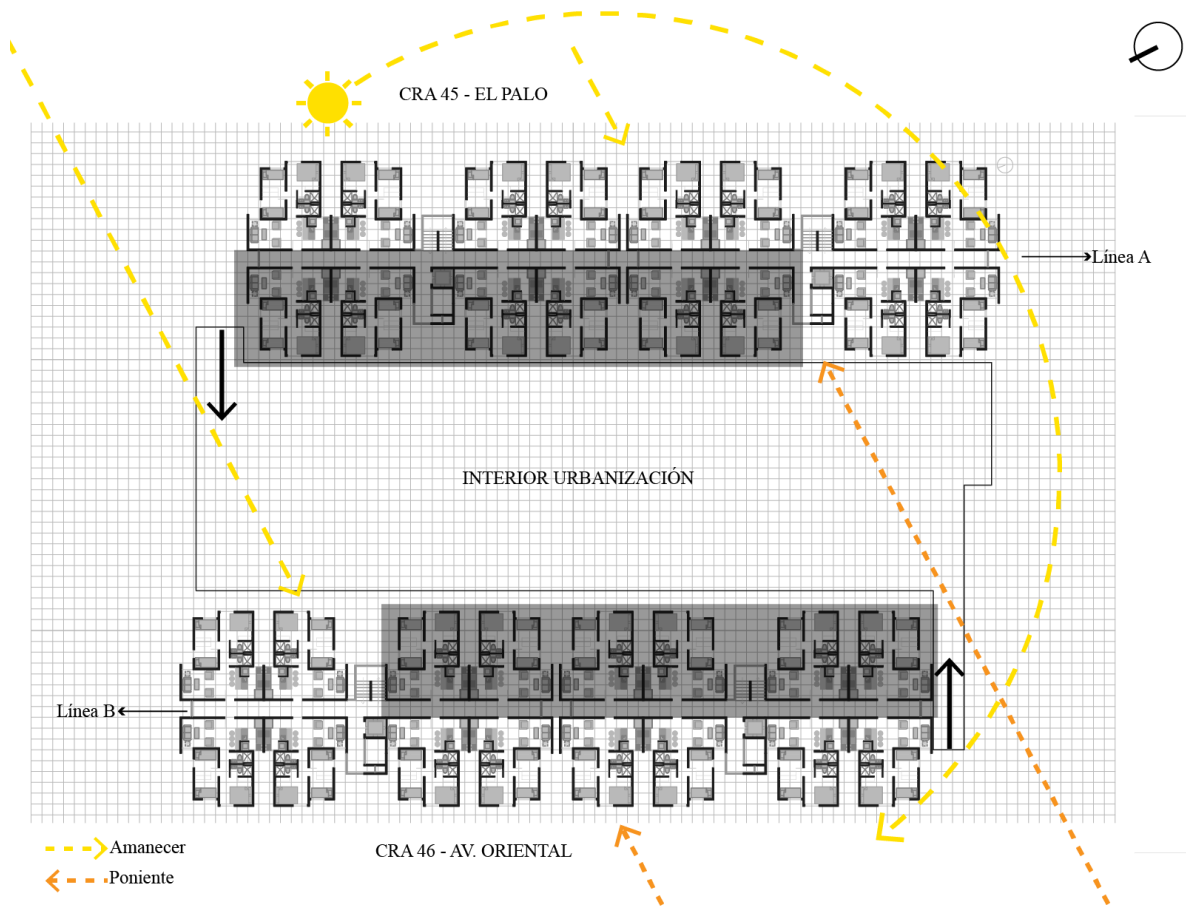 CRA 45 - EL PALO
Línea A
INTERIOR URBANIZACIÓN
Línea B
Amanecer
CRA 46 - AV. ORIENTAL
Poniente